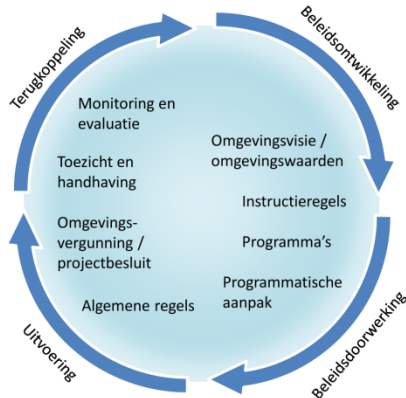 Terugkoppeling
Beleidsontwikkeling
Monitoring en
evaluatie
Toezicht en
handhaving
Omgevings-
vergunning /
projectbesluit
Algemene regels
Omgevingsvisie /
omgevingswaarden
Instructieregels
Programma’s
Programmatische
aanpak
Uitvoering
Beleidsdoorwerking